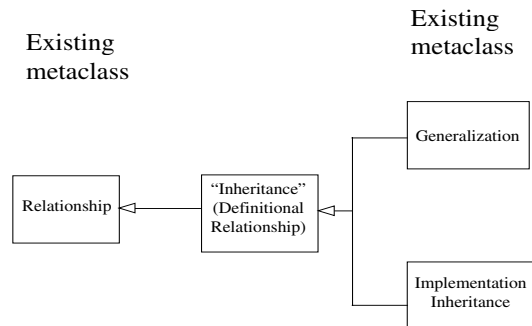 Existing
metaclass
Existing
metaclass
Generalization
Relationship
“Inheritance”
(Definitional
Relationship)
Implementation
Inheritance